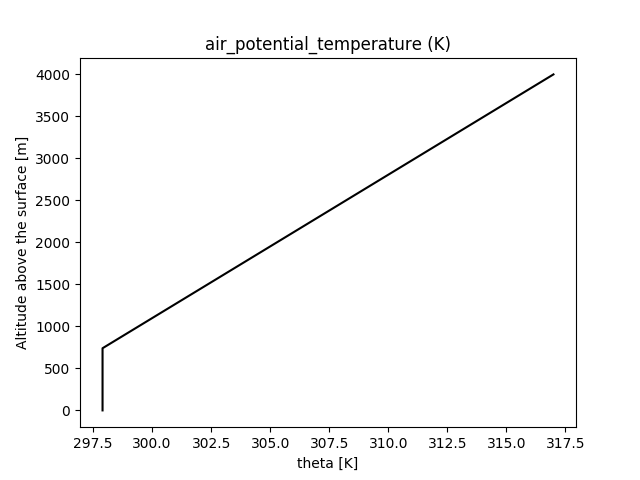 air_potential_temperature (K)
4000
3500
3000
2500
2000
1500
1000
500
0
Altitude above the surface [m]
297.5 300.0 302.5 305.0 307.5 310.0 312.5 315.0 317.5
theta [K]